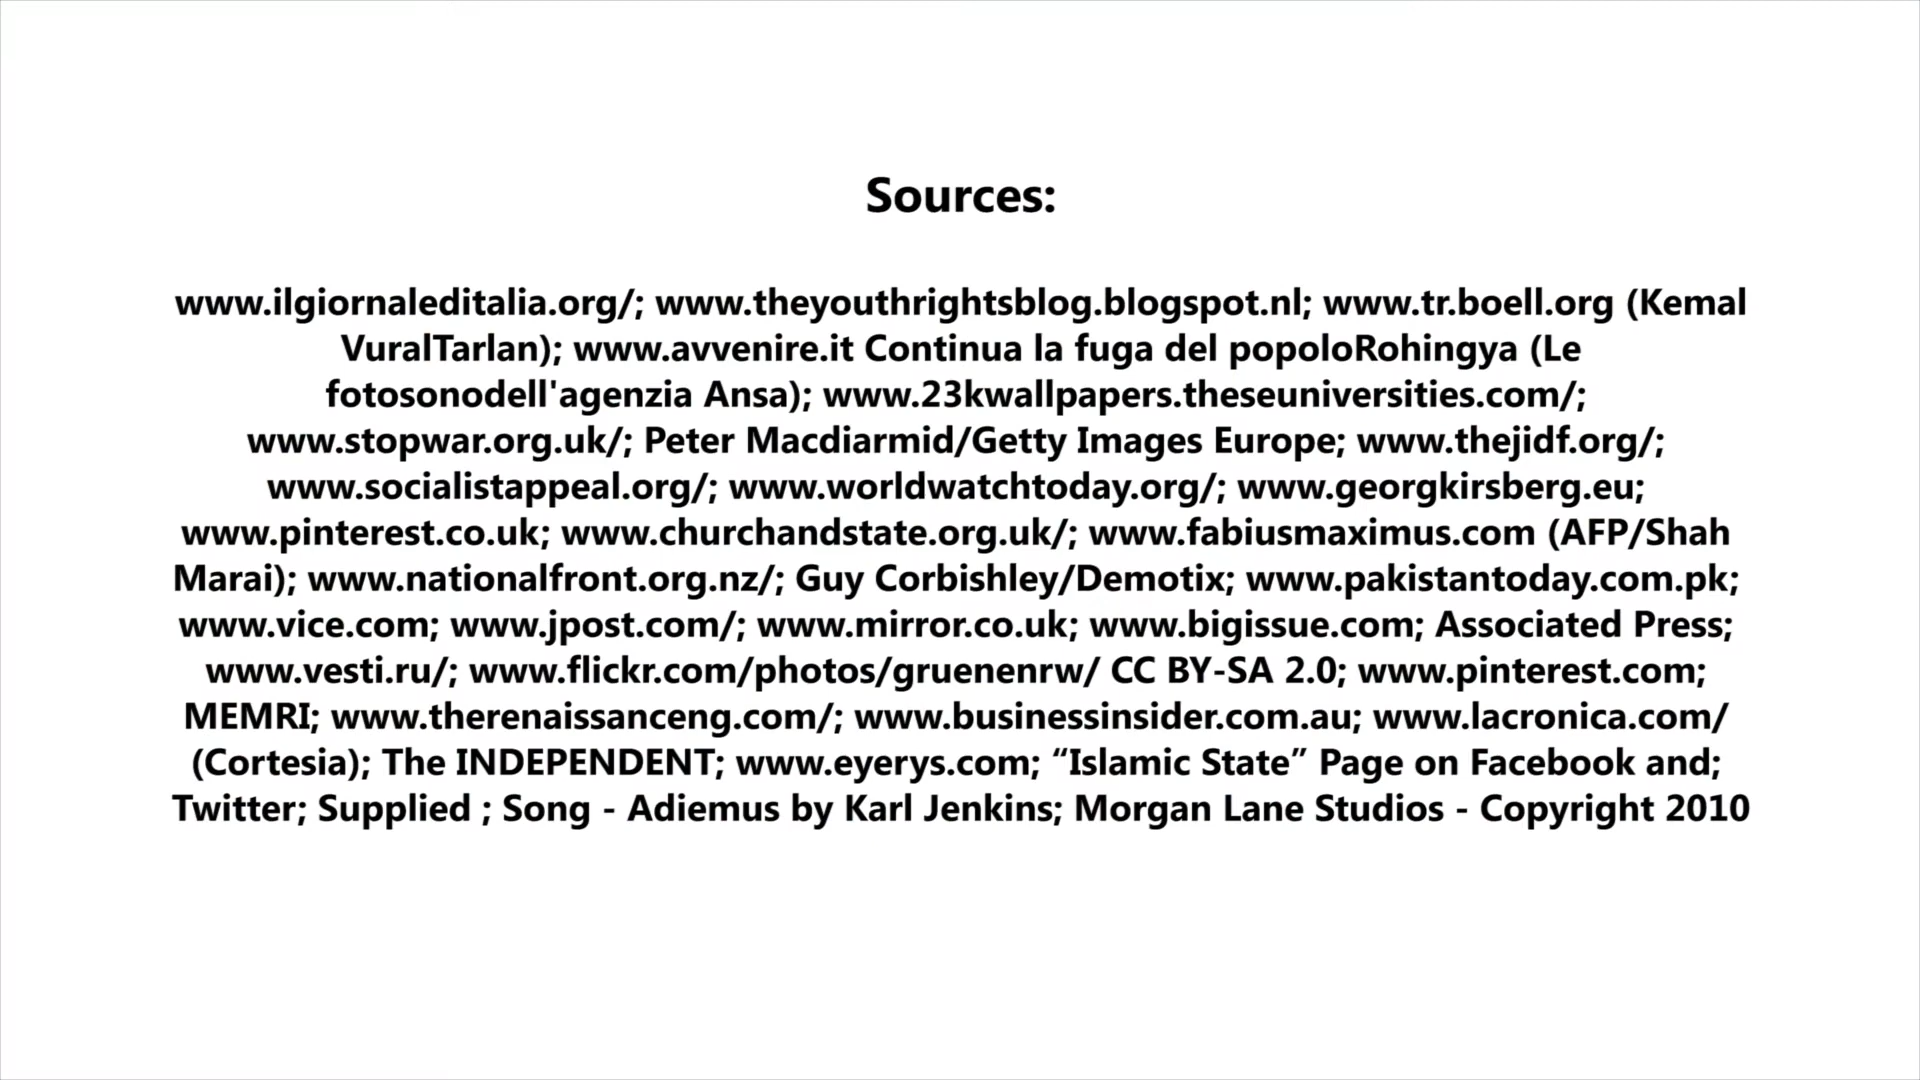 Sources:
www.ilgiornaleditalia.org/; www.theyouthrightsblog.blogspot.nl; www.tr.boell.org (Kemal
VuralTarlan); www.avvenire.it Continua la fuga del popoloRohingya (Le
fotosonodell'agenzia Ansa); www.23kwallpapers.theseuniversities.com/;
www.stopwar.org.uk/; Peter Macdiarmid/Getty Images Europe; www.thejidf.org/;
www.socialistappeal.org/; www.worldwatchtoday.org/; www.georgkirsberg.eu;
www.pinterest.co.uk; www.churchandstate.org.uk/; www.fabiusmaximus.com (AFP/Shah
Marai); www.nationalfront.org.nz/; Guy Corbishley/Demotix; www.pakistantoday.com.pk;
www.vice.com; www.jpost.com/; www.mirror.co.uk; www.bigissue.com; Associated Press;
www.vesti.ru/; www.flickr.com/photos/gruenenrw/ CC BY-SA 2.0; www.pinterest.com;
MEMRI; www.therenaissanceng.com/; www.businessinsider.com.au; www.lacronica.com/
(Cortesia); The INDEPENDENT; www.eyerys.com; “Islamic State” Page on Facebook and;
Twitter; Supplied ; Song - Adiemus by Karl Jenkins; Morgan Lane Studios - Copyright 2010